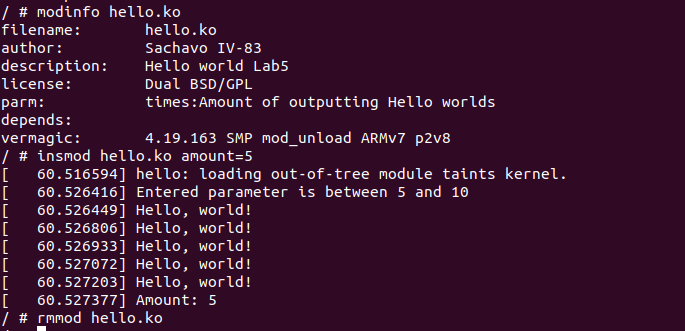 / # modinfo hello.ko
filename:       hello.ko
author:         Sachavo IV-83
description:    Hello world Lab5
license:        Dual BSD/GPL
parm:           times:Amount of outputting Hello worlds
depends:
vermagic:       4.19.163 SMP mod_unload ARMv7 p2v8
/ # insmod hello.ko amount=5
[   60.516594] hello: loading out-of-tree module taints kernel.
[   60.526416] Entered parameter is between 5 and 10
[   60.526449] Hello, world!
[   60.526806] Hello, world!
[   60.526933] Hello, world!
[   60.527072] Hello, world!
[   60.527203] Hello, world!
[   60.527377] Amount: 5
/ # rmmod hello.ko